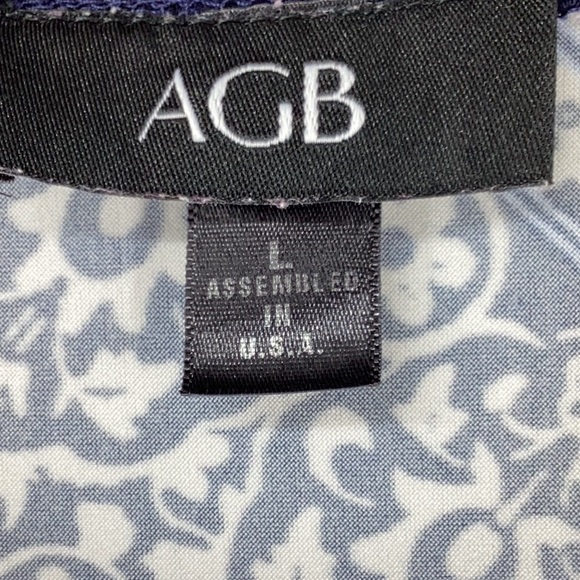 AGB
L
ASSEMBLED
IN
U.S.A.